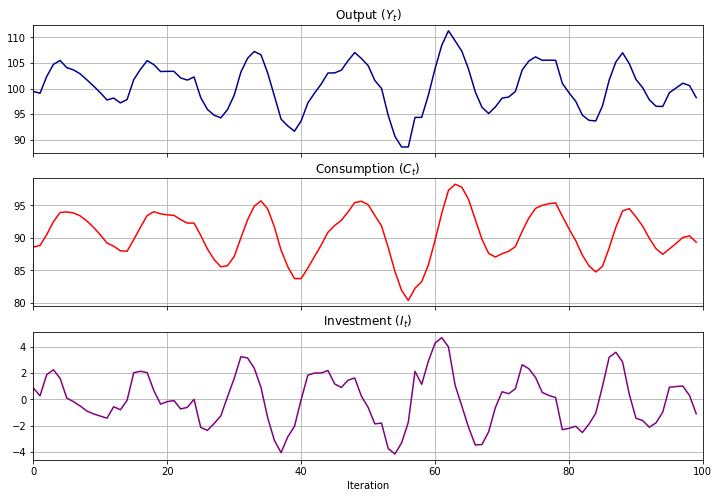 Output (Y_t)
110
105
100
95
90
Consumption (C_t)
95
90
85
80
Investment (I_t)
4
2
0
−2
−4
0 20 40 60 80 100
Iteration